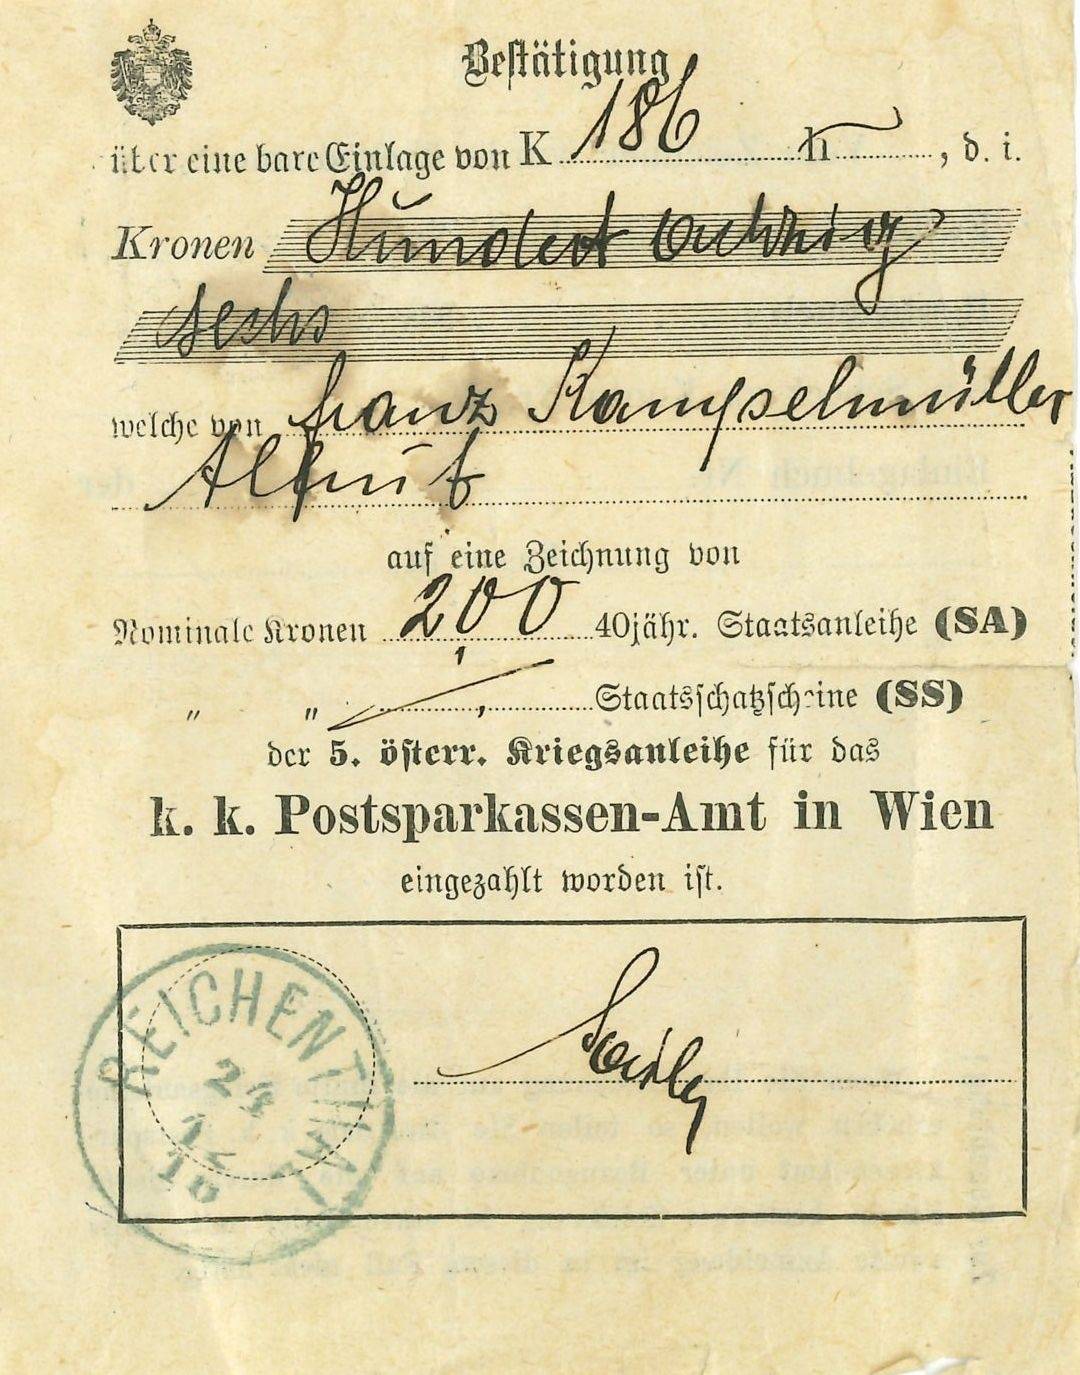 Bestätigung
über eine bare Einlage von K 186 h, d. i.
Kronen Hundert achtzig
sechs
welche von Franz Kampselmüller
auf eine Zeichnung von
Nominale Kronen 200 40jähr. Staatsanleihe (SA)
" " Staatsschatzscheine (SS)
der 5. österr. Kriegsanleihe für das
k. k. Postsparkassen-Amt in Wien
eingezahlt worden ist.
REICHENTHAL
12
16